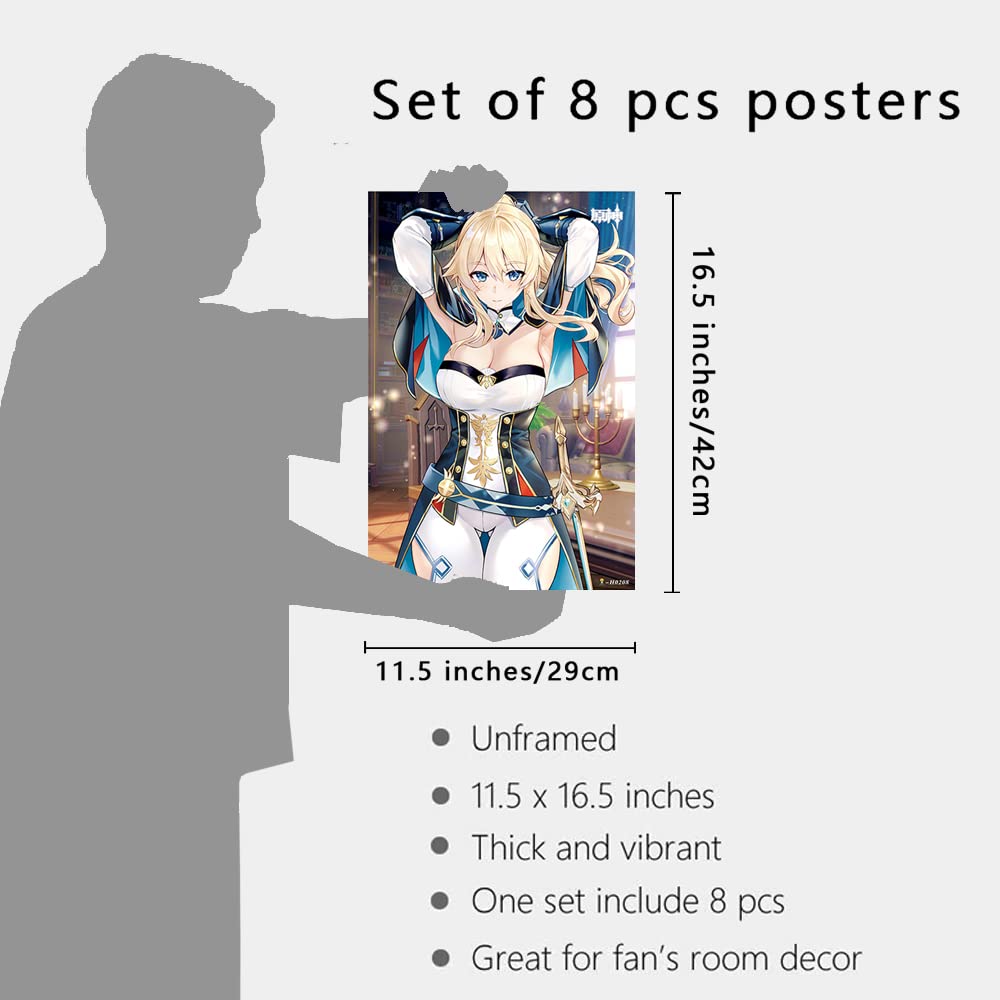 Set of 8 pcs posters
原神
16.5 inches/42cm
-H0208
11.5 inches/29cm
Unframed
11.5 x 16.5 inches
Thick and vibrant
One set include 8 pcs
Great for fan's room decor